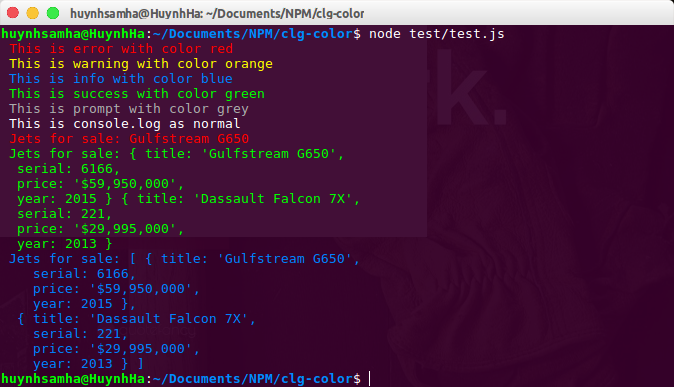 huynhsamha@HuynhHa: ~/Documents/NPM/clg-color
huynhsamha@HuynhHa:~/Documents/NPM/clg-color$ node test/test.js
This is error with color red
This is warning with color orange
This is info with color blue
This is success with color green
This is prompt with color grey
This is console.log as normal
Jets for sale: Gulfstream G650
Jets for sale: { title: 'Gulfstream G650',
serial: 6166,
price: '$59,950,000',
year: 2015 } { title: 'Dassault Falcon 7X',
serial: 221,
price: '$29,995,000',
year: 2013 }
Jets for sale: [ { title: 'Gulfstream G650',
serial: 6166,
price: '$59,950,000',
year: 2015 },
{ title: 'Dassault Falcon 7X',
serial: 221,
price: '$29,995,000',
year: 2013 } ]
huynhsamha@HuynhHa:~/Documents/NPM/clg-color$